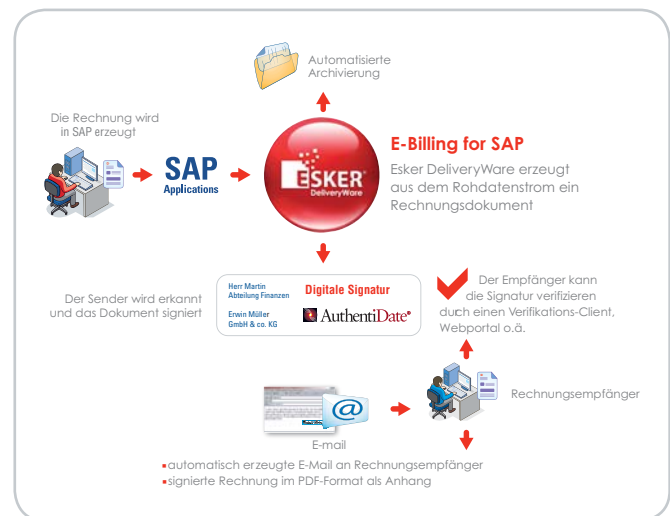 Automatisierte
Archivierung
Die Rechnung wird
in SAP erzeugt
SAP
Applications
ESKER
DeliveryWare
E-Billing for SAP
Esker DeliveryWare erzeugt
aus dem Rohdatenstrom ein
Rechnungsdokument
Der Sender wird erkannt
und das Dokument signiert
Herr Martin
Abteilung Finanzen
Erwin Müller
GmbH & co. KG
Digitale Signatur
AuthentiDate
Der Empfänger kann
die Signatur verifizieren
durch einen Verifikations-Client,
Webportal o.ä.
Rechnungsempfänger
@
E-mail
▪ automatisch erzeugte E-Mail an Rechnungsempfänger
▪ signierte Rechnung im PDF-Format als Anhang